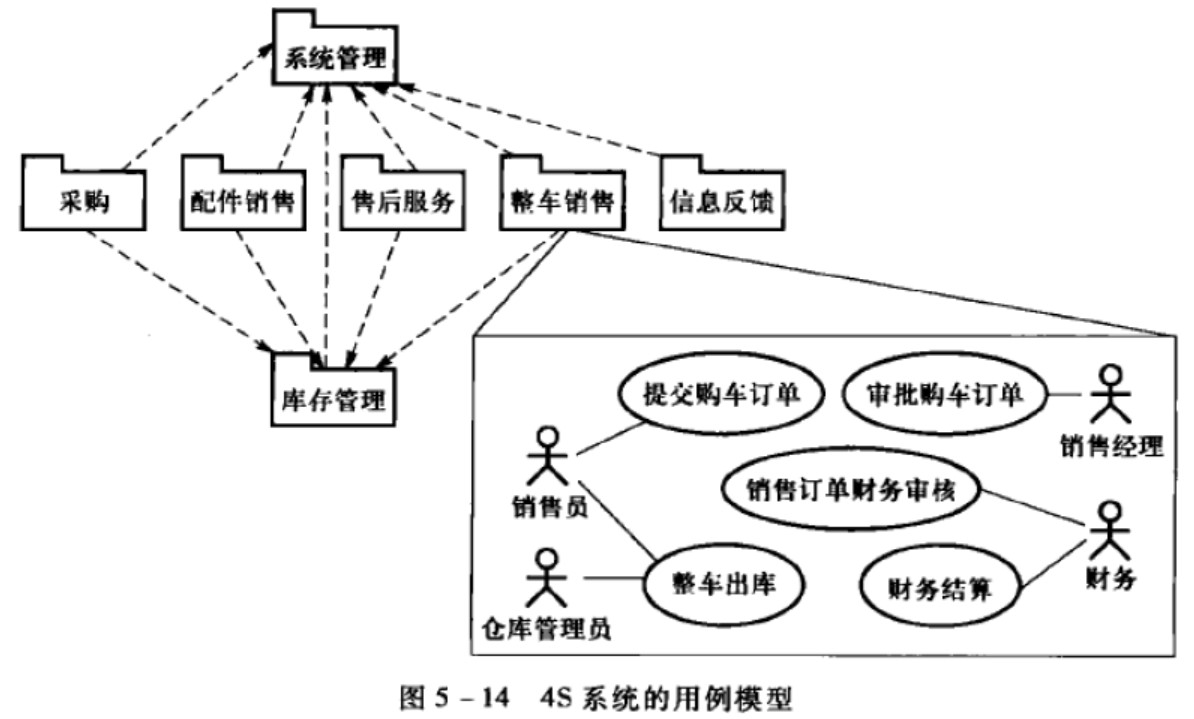 系统管理
采购
配件销售
售后服务
整车销售
信息反馈
库存管理
提交购车订单
审批购车订单
销售经理
销售订单财务审核
销售员
整车出库
财务结算
财务
仓库管理员
图 5-14 4S 系统的用例模型